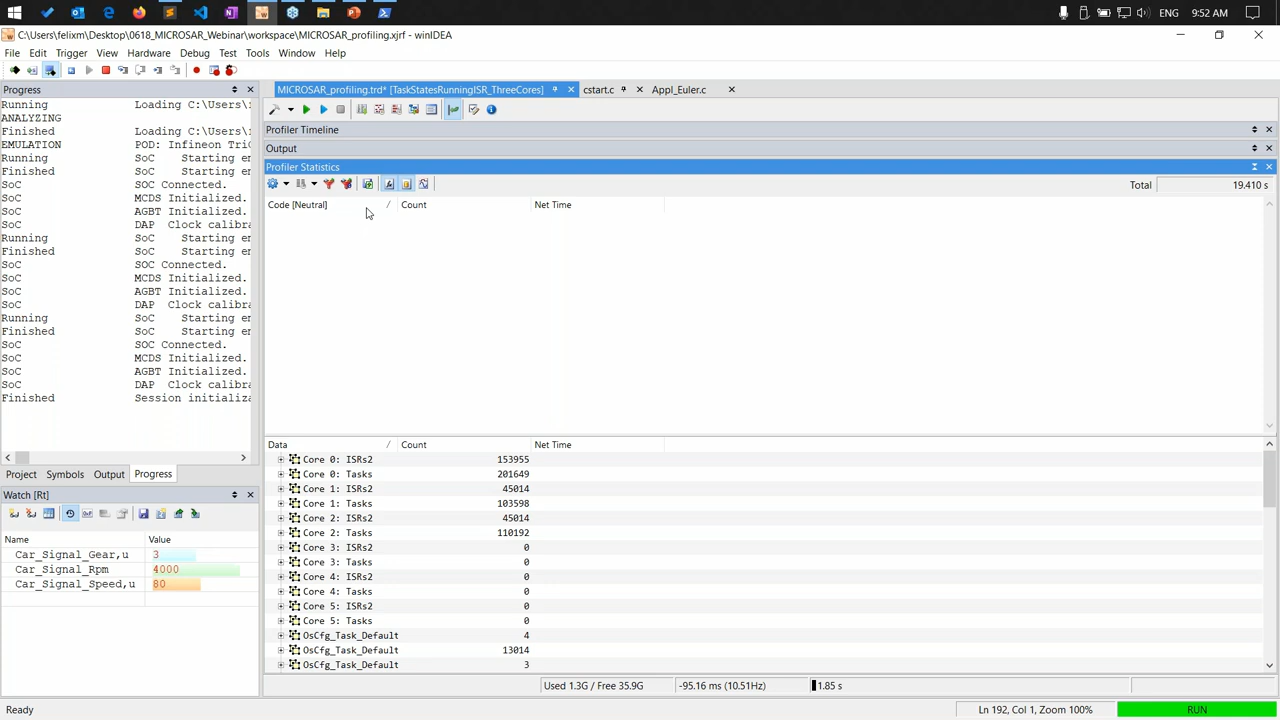 ENG 9:52 AM
C:\Users\felixm\Desktop\0618_MICROSAR_Webinar\workspace\MICROSAR_profiling.xjrf - winIDEA
File Edit Trigger View Hardware Debug Test Tools Window Help
Progress
Running Loading C:\Users\
ANALYZING
Finished Loading C:\Users\
EMULATION POD: Infineon TriC
Running SoC Starting em
Finished SoC Starting em
SoC SOC Connected.
SoC MCDS Initialized.
SoC AGBT Initialized.
SoC DAP Clock calibra
Running SoC Starting em
Finished SoC Starting em
SoC SOC Connected.
SoC MCDS Initialized.
SoC AGBT Initialized.
SoC DAP Clock calibra
Running SoC Starting em
Finished SoC Starting em
SoC SOC Connected.
SoC MCDS Initialized.
SoC AGBT Initialized.
SoC DAP Clock calibra
Finished Session initializa
Project Symbols Output Progress
Watch [Rt]
Name Value
Car_Signal_Gear,u 3
Car_Signal_Rpm 4000
Car_Signal_Speed,u 80
MICROSAR_profiling.trd* [TaskStatesRunningISR_ThreeCores] cstart.c Appl_Euler.c
Profiler Timeline
Output
Profiler Statistics
Total 19.410 s
Code [Neutral] / Count Net Time
Data / Count Net Time
Core 0: ISRs2 153955
Core 0: Tasks 201649
Core 1: ISRs2 45014
Core 1: Tasks 103598
Core 2: ISRs2 45014
Core 2: Tasks 110192
Core 3: ISRs2 0
Core 3: Tasks 0
Core 4: ISRs2 0
Core 4: Tasks 0
Core 5: ISRs2 0
Core 5: Tasks 0
OsCfg_Task_Default 4
OsCfg_Task_Default 13014
OsCfg_Task_Default 3
Used 1.3G / Free 35.9G -95.16 ms (10.51Hz) 1.85 s
Ready Ln 192, Col 1, Zoom 100% RUN